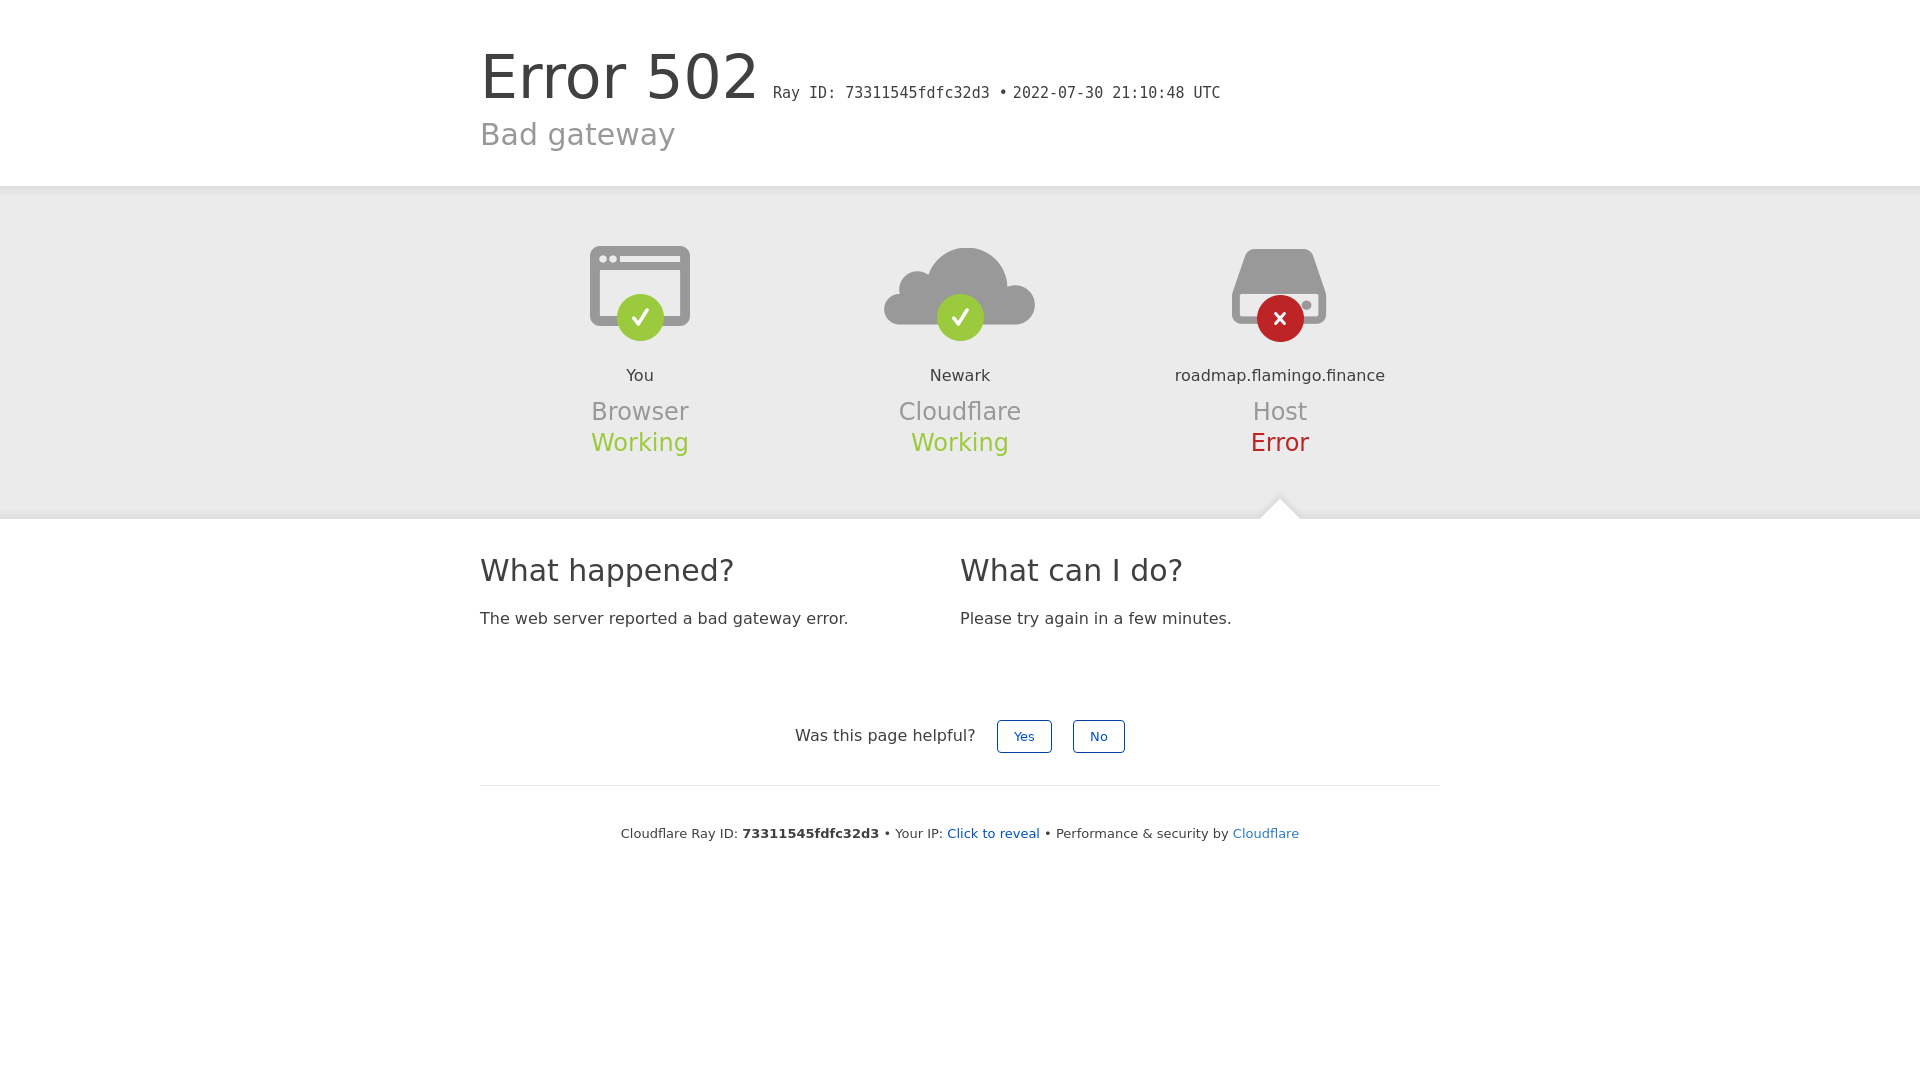 Error 502 Ray ID: 73311545fdfc32d3 • 2022-07-30 21:10:48 UTC
Bad gateway
You
Browser
Working
Newark
Cloudflare
Working
roadmap.flamingo.finance
Host
Error
What happened?
The web server reported a bad gateway error.
What can I do?
Please try again in a few minutes.
Was this page helpful? Yes No
Cloudflare Ray ID: 73311545fdfc32d3 • Your IP: Click to reveal • Performance & security by Cloudflare